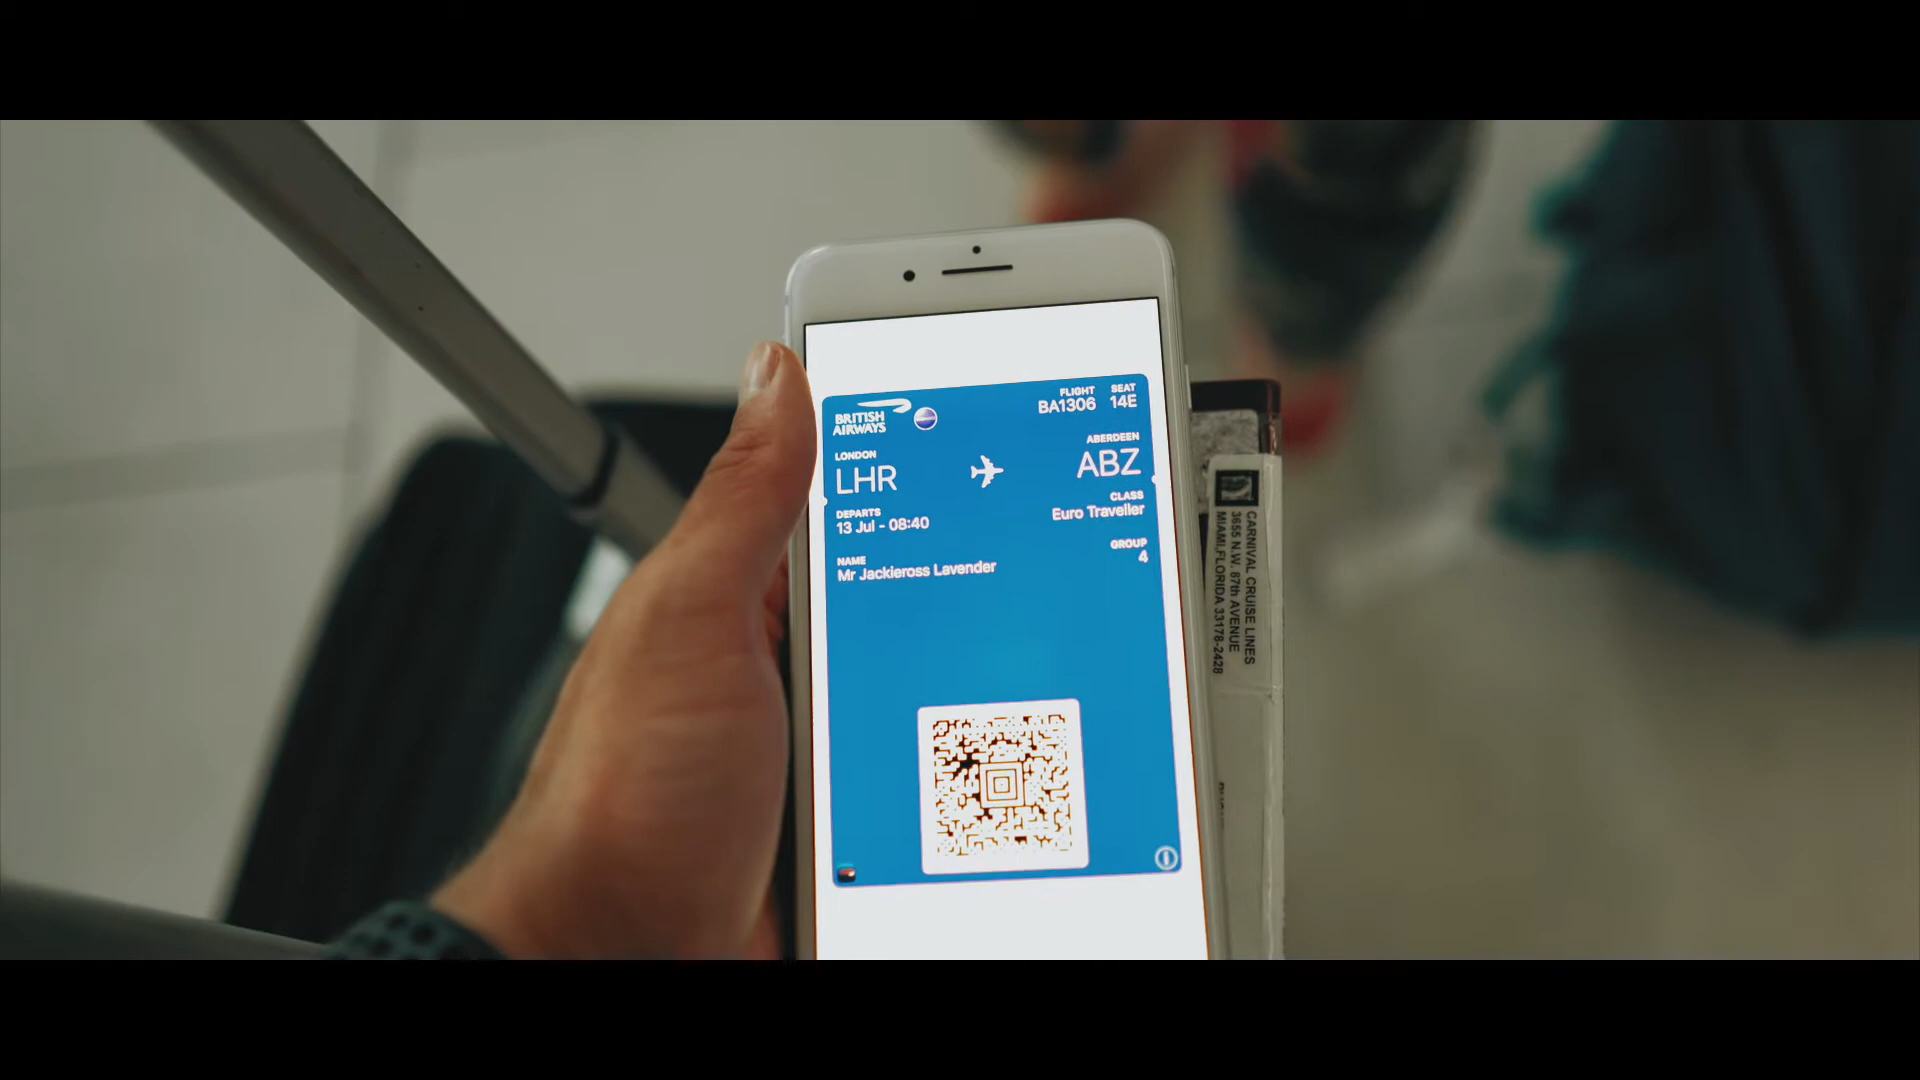 BRITISH
AIRWAYS
FLIGHT SEAT
BA1306 14E
LONDON
ABERDEEN
LHR
ABZ
DEPARTS
13 Jul - 08:40
CLASS
Euro Traveller
NAME
Mr Jackieross Lavender
GROUP
4
CARNIVAL CRUISE LINES
3655 N.W. 87th AVENUE
MIAMI,FLORIDA 33178-2428